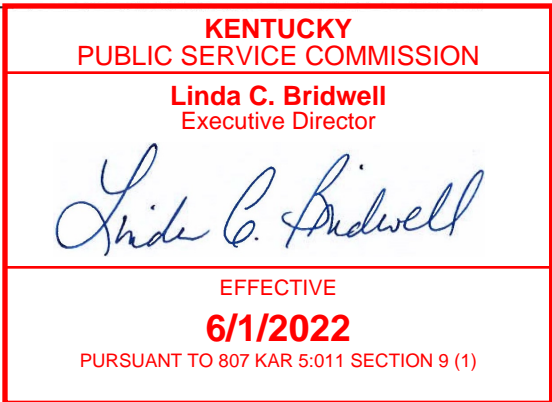 KENTUCKY
PUBLIC SERVICE COMMISSION
Linda C. Bridwell
Executive Director
Linda C. Bridwell
EFFECTIVE
6/1/2022
PURSUANT TO 807 KAR 5:011 SECTION 9 (1)